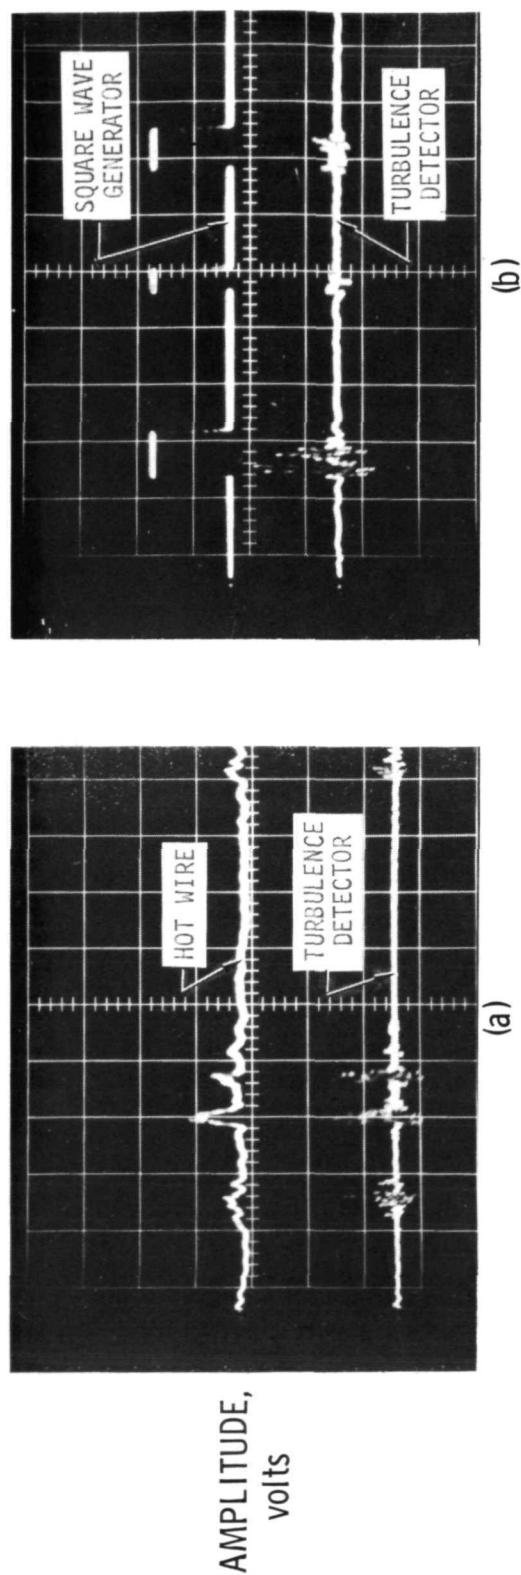 AMPLITUDE,
volts
HOT WIRE
TURBULENCE
DETECTOR
(a)
SQUARE WAVE
GENERATOR
TURBULENCE
DETECTOR
(b)